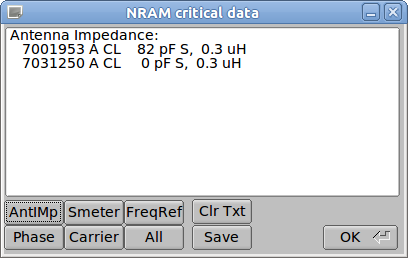 NRAM critical data
Antenna Impedance:
7001953 A CL 82 pF S, 0.3 uH
7031250 A CL 0 pF S, 0.3 uH
AntIMp Smeter FreqRef Clr Txt
Phase Carrier All Save OK